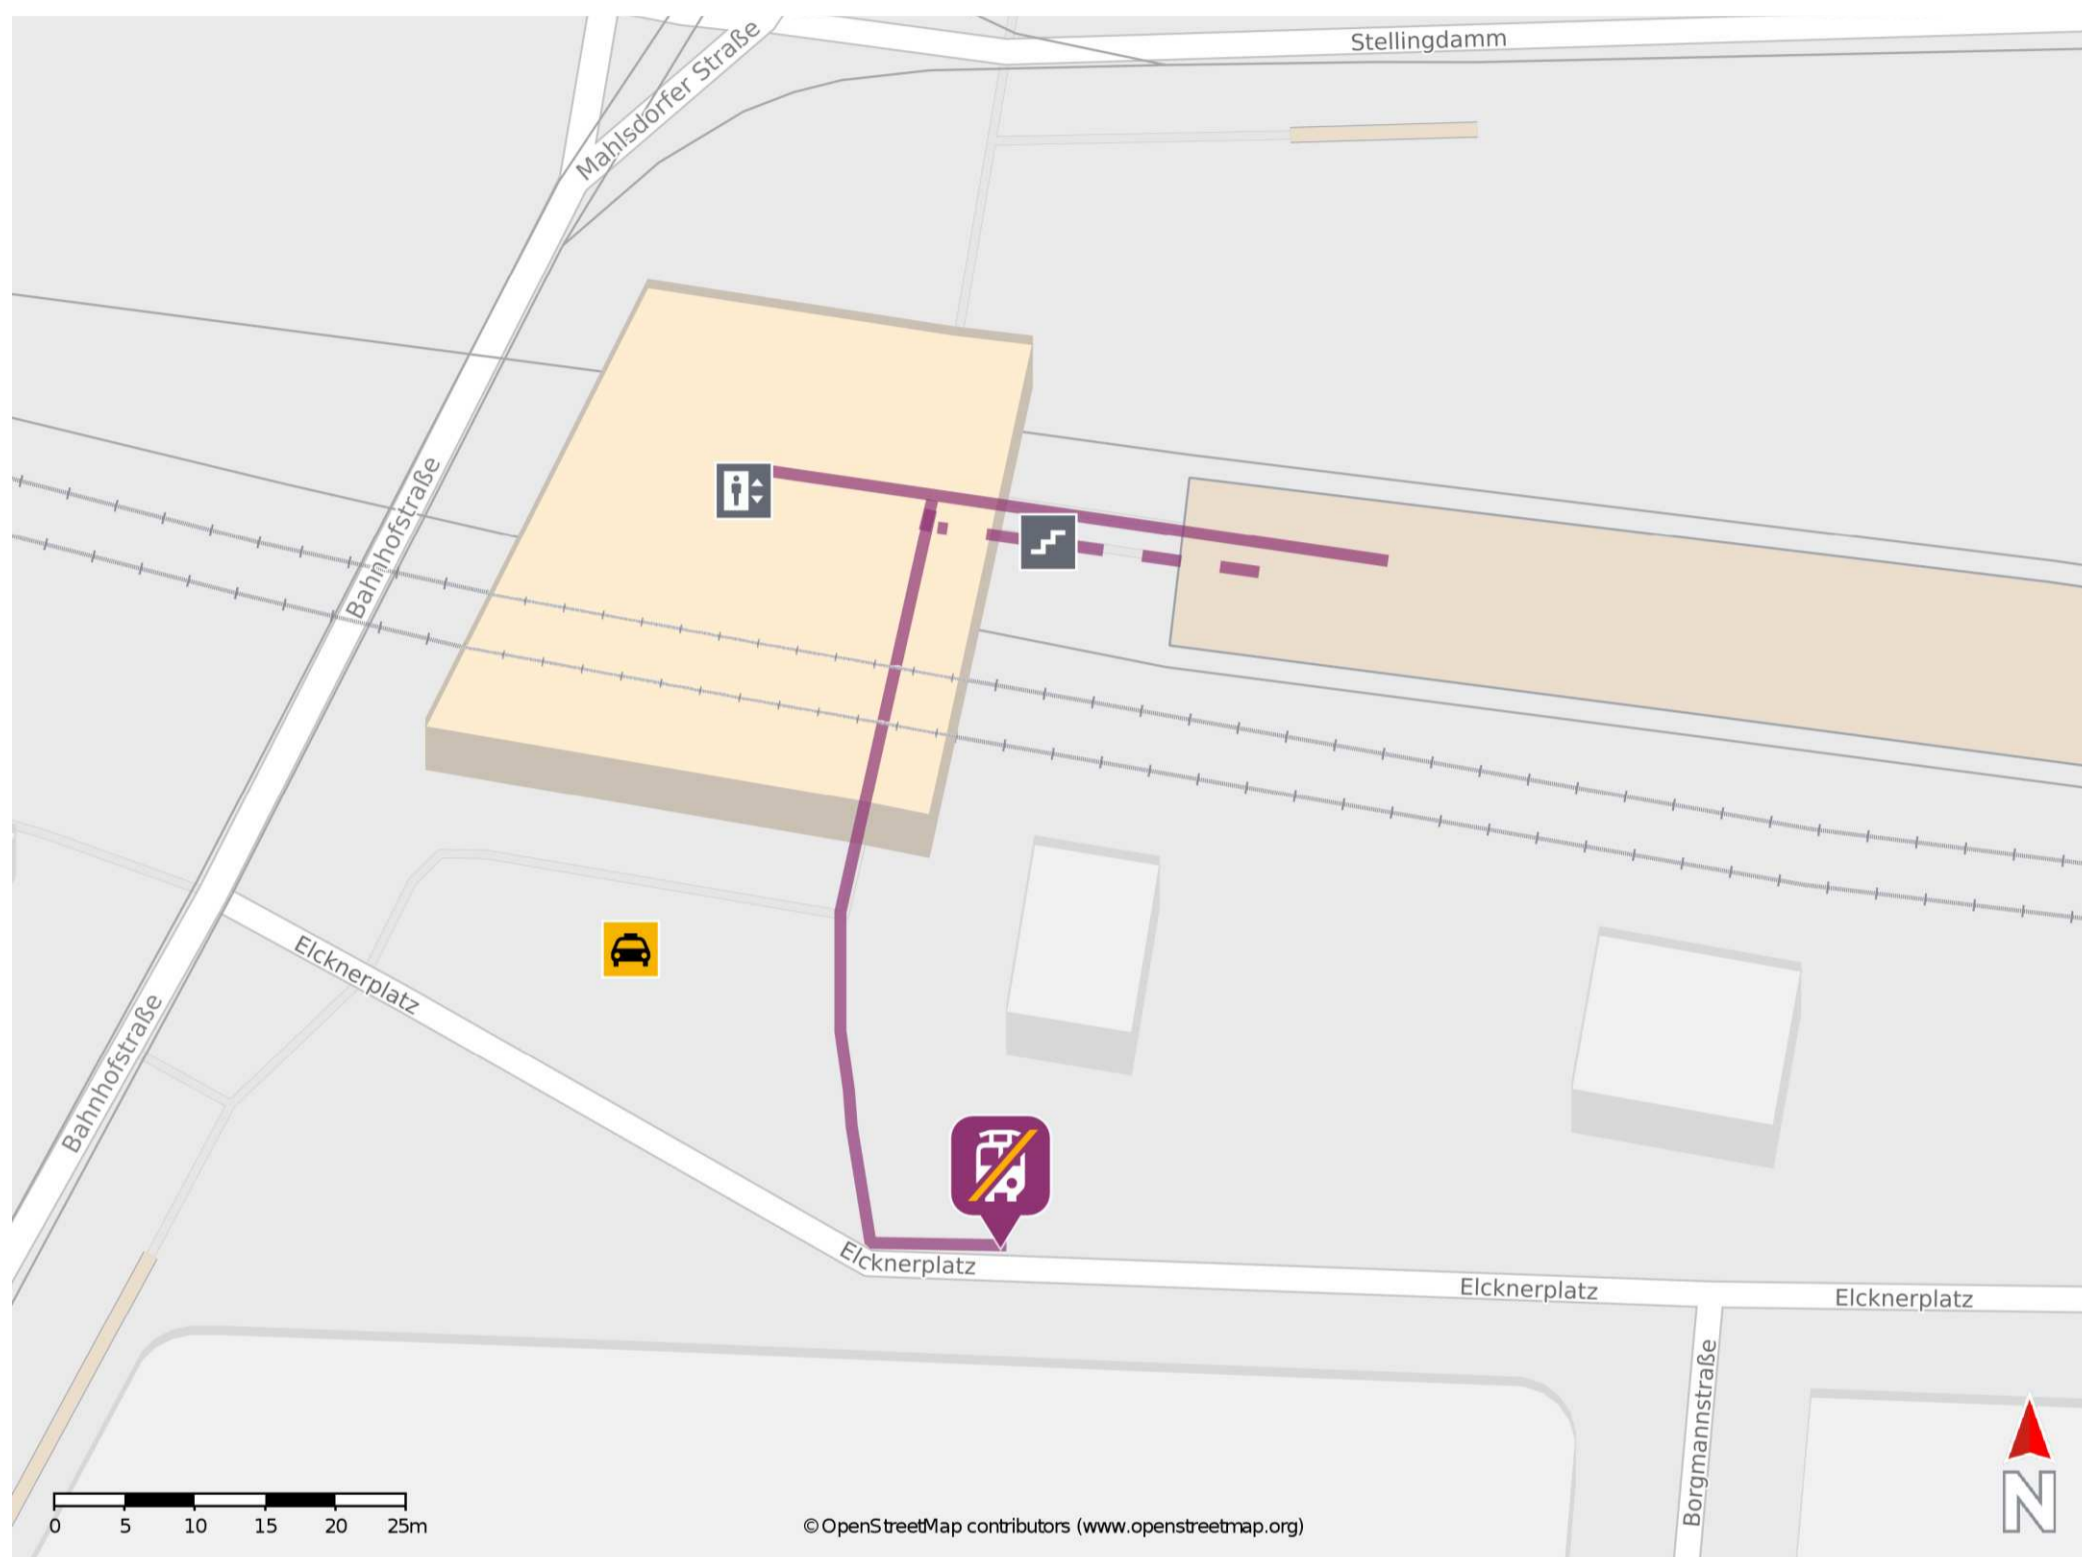 Stellingdamm
Mahlsdorfer Straße
Bahnhofstraße
Elcknerplatz
Bahnhofstraße
Elcknerplatz
Elcknerplatz
Elcknerplatz
Borgmannstraße
N
0 5 10 15 20 25m
© OpenStreetMap contributors (www.openstreetmap.org)